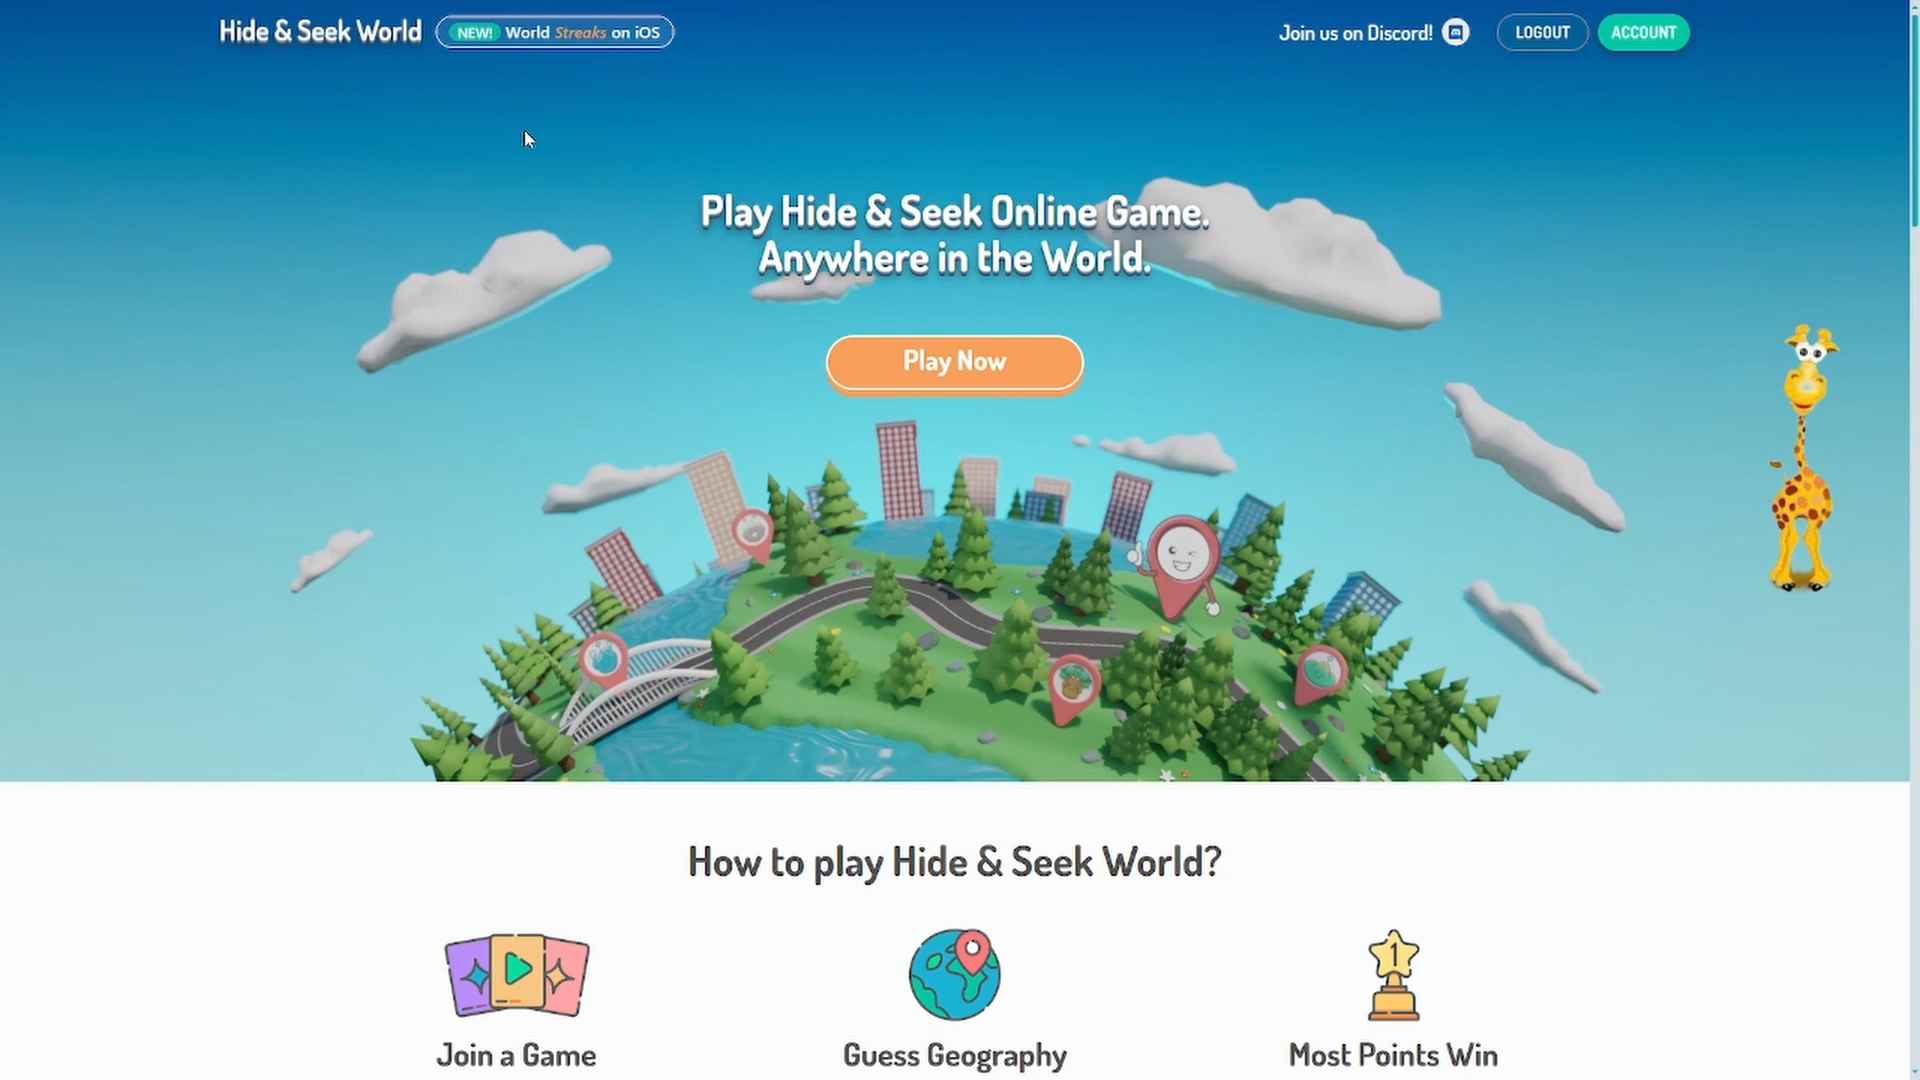 Hide & Seek World
NEW! World Streaks on iOS
Join us on Discord!
LOGOUT
ACCOUNT
Play Hide & Seek Online Game.
Anywhere in the World.
Play Now
How to play Hide & Seek World?
1
Join a Game
Guess Geography
Most Points Win